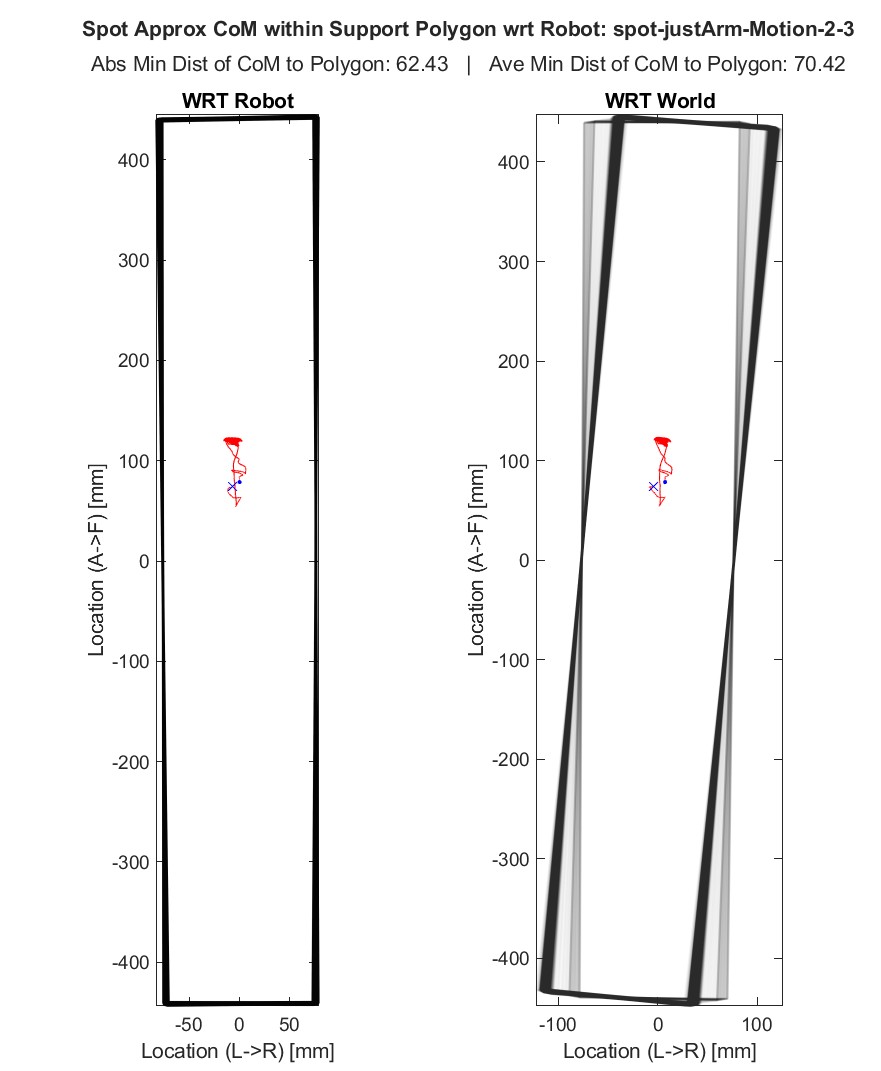 Spot Approx CoM within Support Polygon wrt Robot: spot-justArm-Motion-2-3
Abs Min Dist of CoM to Polygon: 62.43 | Ave Min Dist of CoM to Polygon: 70.42
WRT Robot
400
300
200
100
0
-100
-200
-300
-400
Location (A->F) [mm]
-50 0 50
Location (L->R) [mm]
WRT World
400
300
200
100
0
-100
-200
-300
-400
Location (A->F) [mm]
-100 0 100
Location (L->R) [mm]